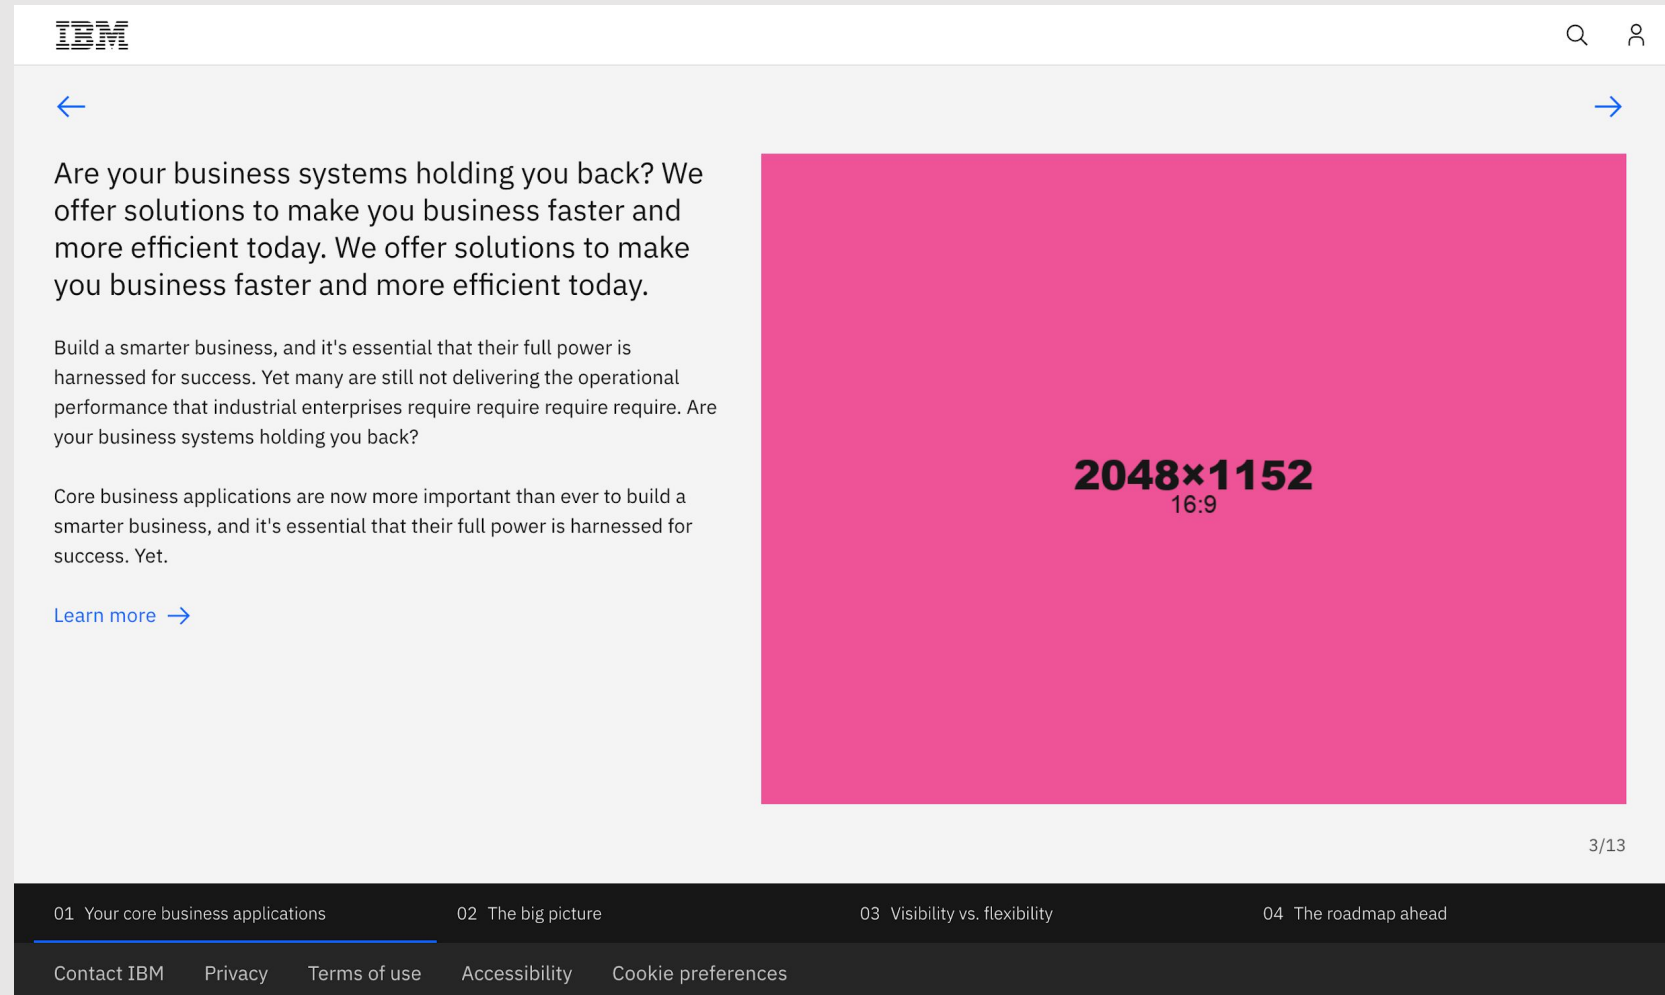 IBM
Are your business systems holding you back? We
offer solutions to make you business faster and
more efficient today. We offer solutions to make
you business faster and more efficient today.
Build a smarter business, and it's essential that their full power is
harnessed for success. Yet many are still not delivering the operational
performance that industrial enterprises require require require require. Are
your business systems holding you back?
Core business applications are now more important than ever to build a
smarter business, and it's essential that their full power is harnessed for
success. Yet.
Learn more
2048×1152
16:9
3/13
01 Your core business applications
02 The big picture
03 Visibility vs. flexibility
04 The roadmap ahead
Contact IBM
Privacy
Terms of use
Accessibility
Cookie preferences